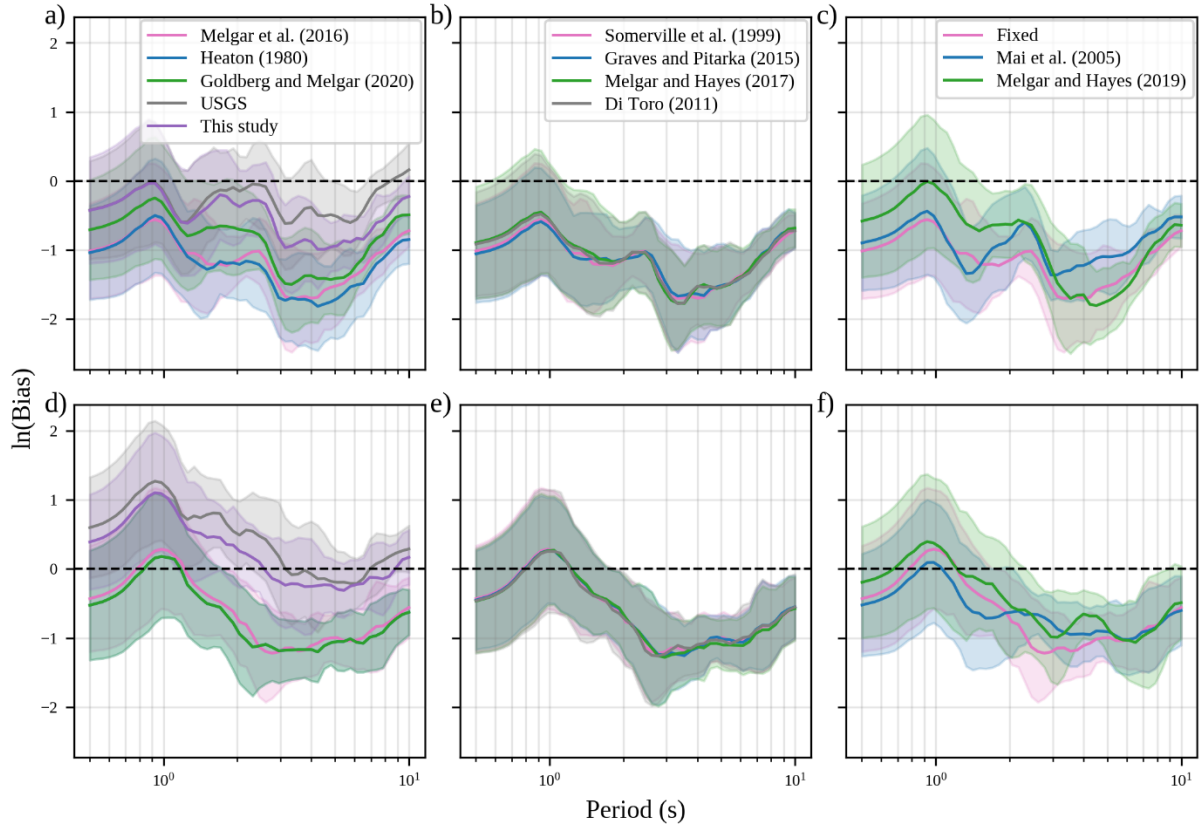 a)
Melgar et al. (2016)
Heaton (1980)
Goldberg and Melgar (2020)
USGS
This study
b)
Somerville et al. (1999)
Graves and Pitarka (2015)
Melgar and Hayes (2017)
Di Toro (2011)
c)
Fixed
Mai et al. (2005)
Melgar and Hayes (2019)
2
1
0
−1
−2
ln(Bias)
d)
e)
f)
2
1
0
−1
−2
10⁰ 10¹ 10⁰ 10¹ 10⁰ 10¹
Period (s)